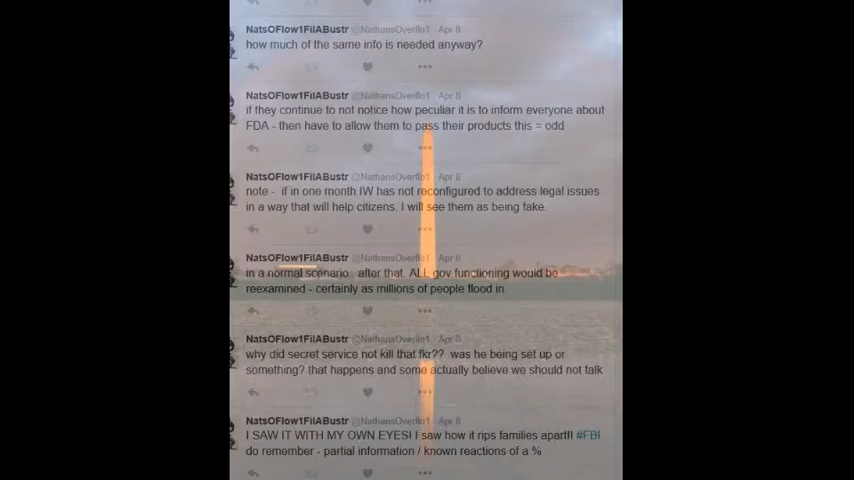 NatsOFlow1FilABustr @NathansOverflo1 · Apr 8
how much of the same info is needed anyway?
NatsOFlow1FilABustr @NathansOverflo1 · Apr 8
if they continue to not notice how peculiar it is to inform everyone about
FDA - then have to allow them to pass their products this = odd
NatsOFlow1FilABustr @NathansOverflo1 · Apr 8
note - if in one month IW has not reconfigured to address legal issues
in a way that will help citizens. I will see them as being fake.
NatsOFlow1FilABustr @NathansOverflo1 · Apr 8
in a normal scenario.. after that. ALL gov functioning would be
reexamined - certainly as millions of people flood in.
NatsOFlow1FilABustr @NathansOverflo1 · Apr 8
why did secret service not kill that fkr?? was he being set up or
something? that happens and some actually believe we should not talk
NatsOFlow1FilABustr @NathansOverflo1 · Apr 8
I SAW IT WITH MY OWN EYES! I saw how it rips families apart!!! #FBI
do remember - partial information / known reactions of a %